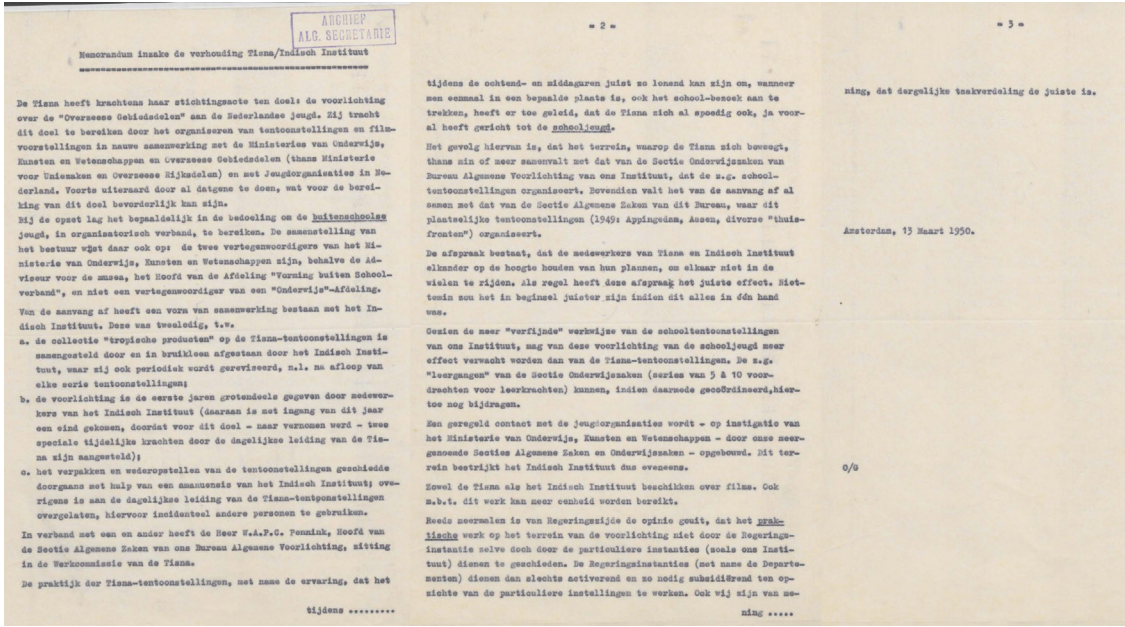 ARCHIEF
ALG. SECRETARIE
Memorandum inzake de verhouding Tisna/Indisch Instituut
De Tisna heeft krachtens haar stichtingsacte ten doel: de voorlichting
over de "Overzeese Gebiedsdelen" aan de Nederlandse jeugd. Zij tracht
dit doel te bereiken door het organiseren van tentoonstellingen en film-
voorstellingen in nauwe samenwerking met de Ministeries van Onderwijs,
Kunsten en Wetenschappen en Overzeese Gebiedsdelen (thans Ministerie
voor Uniezaken en Overzeese Rijksdelen) en met Jeugdorganisaties in Ne-
derland. Voorts uiteraard door al datgene te doen, wat voor de berei-
king van dit doel bevorderlijk kan zijn.
Bij de opzet lag het bepaaldelijk in de bedoeling om de buitenschoolse
jeugd, in organisatorisch verband, te bereiken. De samenstelling van
het bestuur wijst daar ook op: de twee vertegenwoordigers van het Mi-
nisterie van Onderwijs, Kunsten en Wetenschappen zijn, behalve de Ad-
viseur voor de musea, het Hoofd van de Afdeling "Vorming buiten School-
verband", en niet een vertegenwoordiger van een "Onderwijs"-Afdeling.
Van de aanvang af heeft een vorm van samenwerking bestaan met het In-
disch Instituut. Deze was tweeledig, t.w.
a. de collectie "tropische producten" op de Tisna-tentoonstellingen is
samengesteld door en in bruikleen afgestaan door het Indisch Insti-
tuut, waar zij ook periodiek wordt gereviseerd, n.l. na afloop van
elke serie tentoonstellingen;
b. de voorlichting is de eerste jaren grotendeels gegeven door medewer-
kers van het Indisch Instituut (daaraan is met ingang van dit jaar
een eind gekomen, doordat voor dit doel - naar vernomen werd - twee
speciale tijdelijke krachten door de dagelijkse leiding van de Tis-
na zijn aangesteld);
c. het verpakken en wederopstellen van de tentoonstellingen geschiedde
doorgaans met hulp van een amanuensis van het Indisch Instituut; ove-
rigens is aan de dagelijkse leiding van de Tisna-tentoonstellingen
overgelaten, hiervoor incidenteel andere personen te gebruiken.
In verband met een en ander heeft de Heer W.A.F.C. Pennink, Hoofd van
de Sectie Algemene Zaken van ons Bureau Algemene Voorlichting, zitting
in de Werkcommissie van de Tisna.
De praktijk der Tisna-tentoonstellingen, met name de ervaring, dat het
tijdens .........
- 2 -
tijdens de ochtend- en middaguren juist zo lonend kan zijn om, wanneer
men eenmaal in een bepaalde plaats is, ook het school-bezoek aan te
trekken, heeft er toe geleid, dat de Tisna zich al spoedig ook, ja voor-
al heeft gericht tot de schooljeugd.
Het gevolg hiervan is, dat het terrein, waarop de Tisna zich beweegt,
thans min of meer samenvalt met dat van de Sectie Onderwijszaken van
Bureau Algemene Voorlichting van ons Instituut, dat de z.g. school-
tentoonstellingen organiseert. Bovendien valt het van de aanvang af al
samen met dat van de Sectie Algemene Zaken van dit Bureau, waar dit
plaatselijke tentoonstellingen (1949: Appingedam, Assen, diverse "thuis-
fronten") organiseert.
De afspraak bestaat, dat de medewerkers van Tisna en Indisch Instituut
elkander op de hoogte houden van hun plannen, om elkaar niet in de
wielen te rijden. Als regel heeft deze afspraak het juiste effect. Niet-
temin zou het in beginsel juister zijn indien dit alles in één hand
was.
Gezien de meer "verfijnde" werkwijze van de schooltentoonstellingen
van ons Instituut, mag van deze voorlichting van de schooljeugd meer
effect verwacht worden dan van de Tisna-tentoonstellingen. De z.g.
"leergangen" van de Sectie Onderwijszaken (series van 5 à 10 voor-
drachten voor leerkrachten) kunnen, indien daarmede gecoördineerd,hier-
toe nog bijdragen.
Een geregeld contact met de jeugdorganisaties wordt - op instigatie van
het Ministerie van Onderwijs, Kunsten en Wetenschappen - door onze meer-
genoemde Secties Algemene Zaken en Onderwijszaken - opgebouwd. Dit ter-
rein bestrijkt het Indisch Instituut dus eveneens.
Zowel de Tisna als het Indisch Instituut beschikken over films. Ook
m.b.t. dit werk kan meer eenheid worden bereikt.
Reeds meermalen is van Regeringszijde de opinie geuit, dat het prak-
tische werk op het terrein van de voorlichting niet door de Regerings-
instantie zelve doch door de particuliere instanties (zoals ons Insti-
tuut) dienen te geschieden. De Regeringsinstanties (met name de Departe-
menten) dienen dan slechts activerend en zo nodig subsidiërend ten op-
zichte van de particuliere instellingen te werken. Ook wij zijn van me-
ning .....
- 3 -
ning, dat dergelijke taakverdeling de juiste is.
Amsterdam, 13 Maart 1950.
O/G